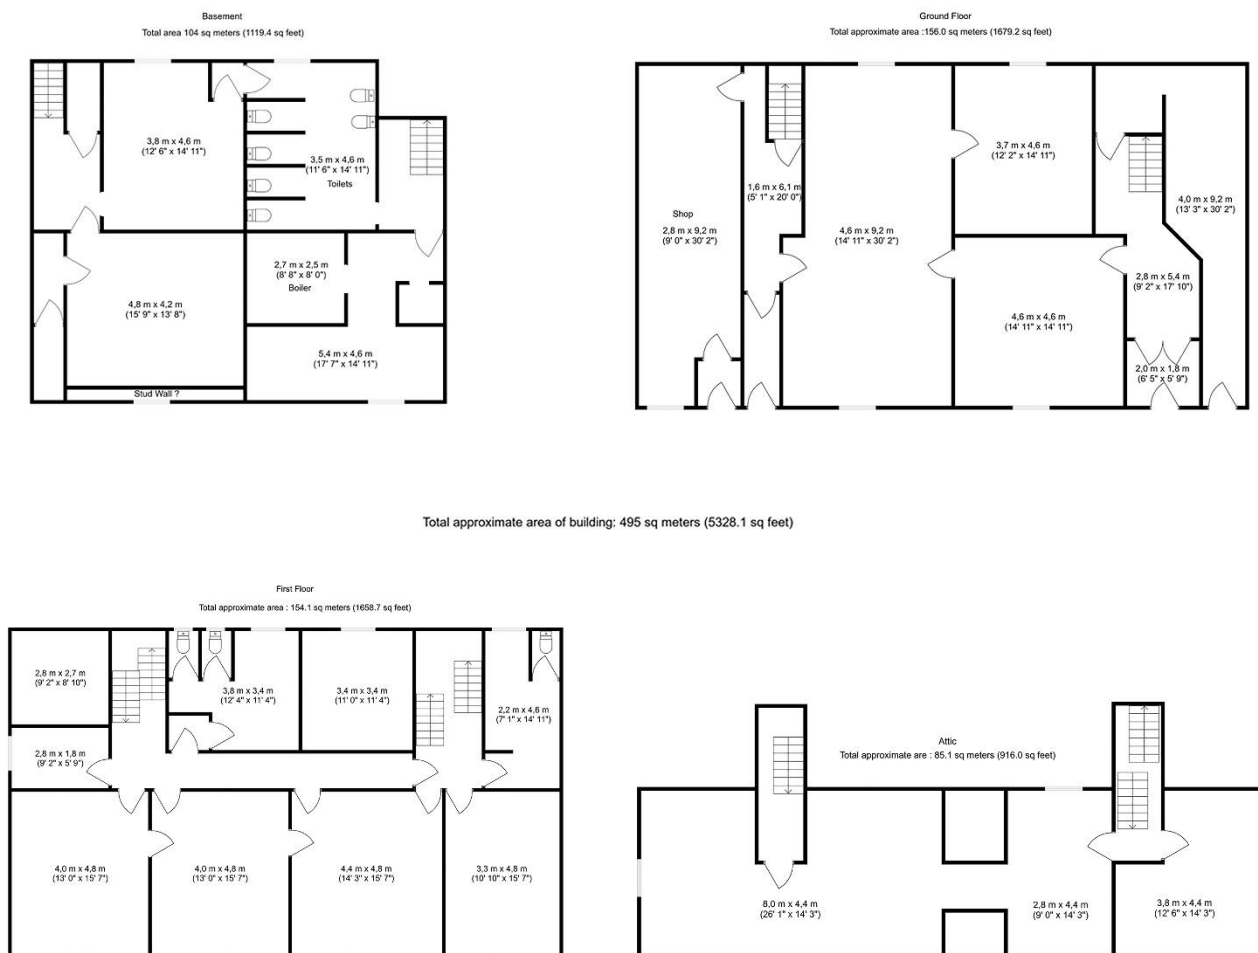 Basement
Total area 104 sq meters (1119.4 sq feet)
3,8 m x 4,6 m
(12' 6" x 14' 11")
3,5 m x 4,6 m
(11' 6" x 14' 11")
Toilets
2,7 m x 2,5 m
(8' 8" x 8' 0")
Boiler
4,8 m x 4,2 m
(15' 9" x 13' 8")
5,4 m x 4,6 m
(17' 7" x 14' 11")
Stud Wall ?
Ground Floor
Total approximate area :156.0 sq meters (1679.2 sq feet)
3,7 m x 4,6 m
(12' 2" x 14' 11")
1,6 m x 6,1 m
(5' 1" x 20' 0")
4,0 m x 9,2 m
(13' 3" x 30' 2")
Shop
2,8 m x 9,2 m
(9' 0" x 30' 2")
4,6 m x 9,2 m
(14' 11" x 30' 2")
2,8 m x 5,4 m
(9' 2" x 17' 10")
4,6 m x 4,6 m
(14' 11" x 14' 11")
2,0 m x 1,8 m
(6' 5" x 5' 9")
Total approximate area of building: 495 sq meters (5328.1 sq feet)
First Floor
Total approximate area : 154.1 sq meters (1658.7 sq feet)
2,8 m x 2,7 m
(9' 2" x 8' 10")
3,8 m x 3,4 m
(12' 4" x 11' 4")
3,4 m x 3,4 m
(11' 0" x 11' 4")
2,2 m x 4,6 m
(7' 1" x 14' 11")
2,8 m x 1,8 m
(9' 2" x 5' 9")
4,0 m x 4,8 m
(13' 0" x 15' 7")
4,0 m x 4,8 m
(13' 0" x 15' 7")
4,4 m x 4,8 m
(14' 3" x 15' 7")
3,3 m x 4,8 m
(10' 10" x 15' 7")
Attic
Total approximate are : 85.1 sq meters (916.0 sq feet)
8,0 m x 4,4 m
(26' 1" x 14' 3")
2,8 m x 4,4 m
(9' 0" x 14' 3")
3,8 m x 4,4 m
(12' 6" x 14' 3")